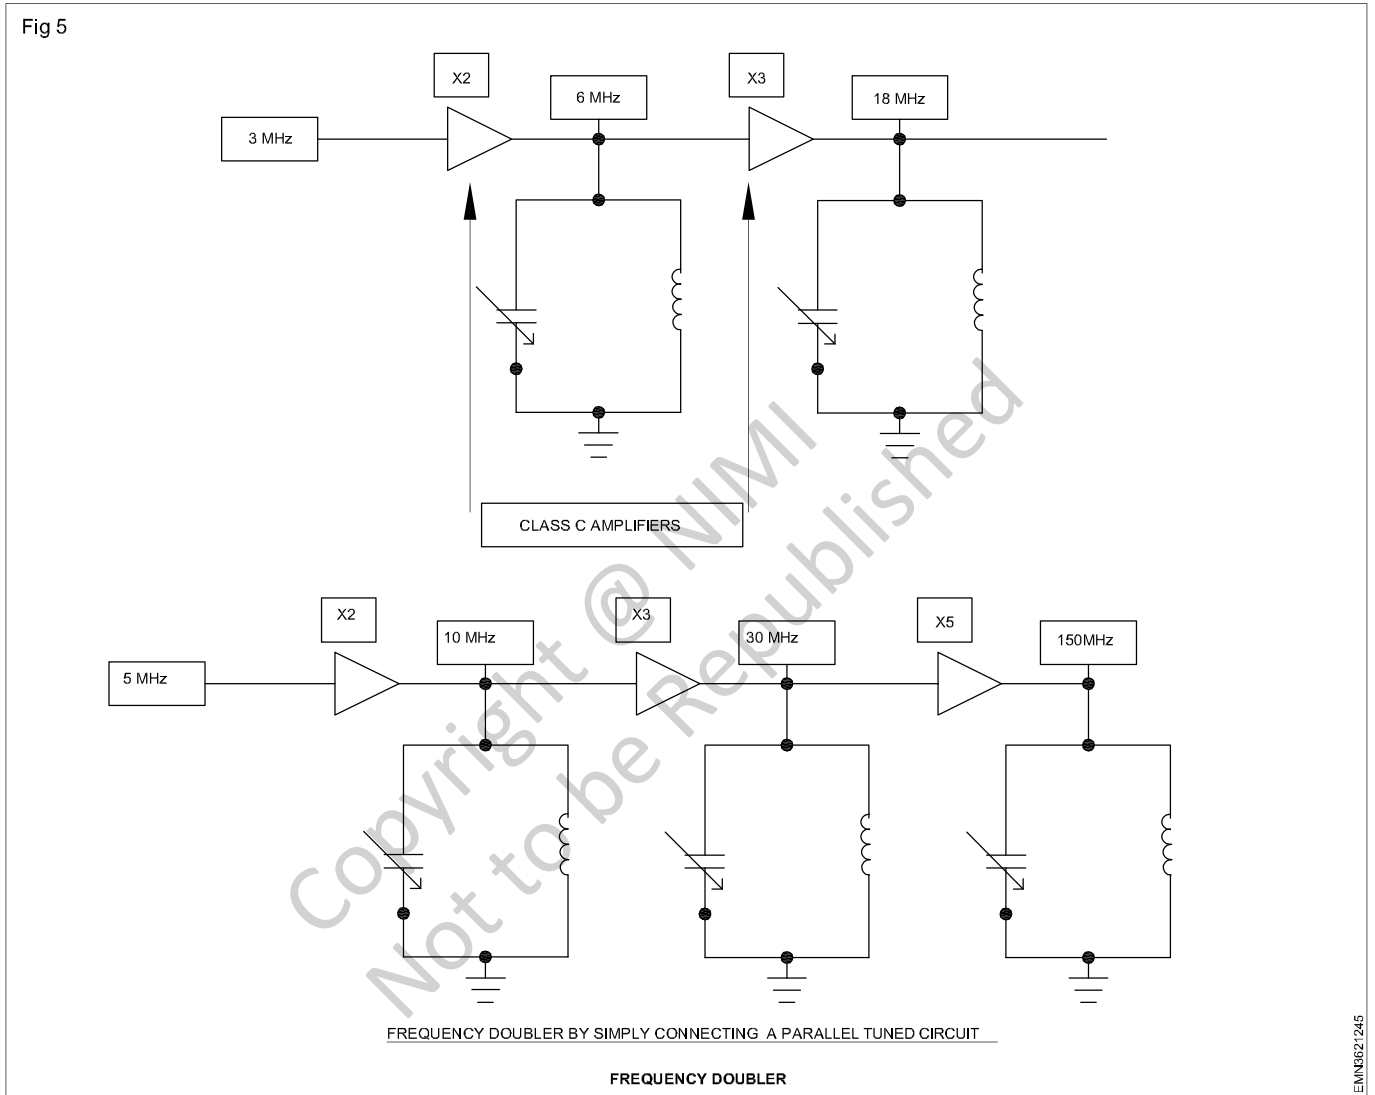 Fig 5
X2
X3
6 MHz
18 MHz
3 MHz
CLASS C AMPLIFIERS
X2
X3
X5
10 MHz
30 MHz
150MHz
5 MHz
Copyright @ NIMI
Not to be Republished
FREQUENCY DOUBLER BY SIMPLY CONNECTING A PARALLEL TUNED CIRCUIT
FREQUENCY DOUBLER
EMN3621245